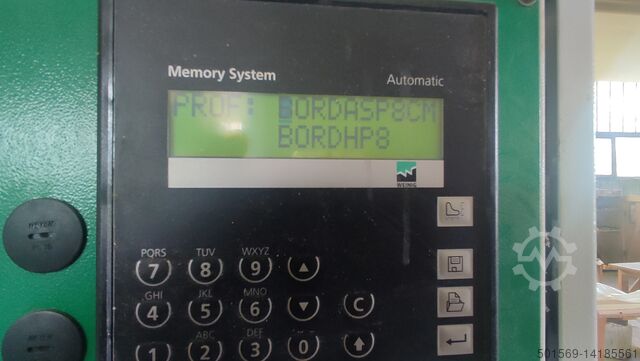 Memory System
Automatic
PROF: BORDASP8CM
BORDHP8
WEINIG
PQRS TUV WXYZ
7 8 9
GHI JKL MNO
4 5 6 C
ABC DEF
1 2 3
501569-14185561